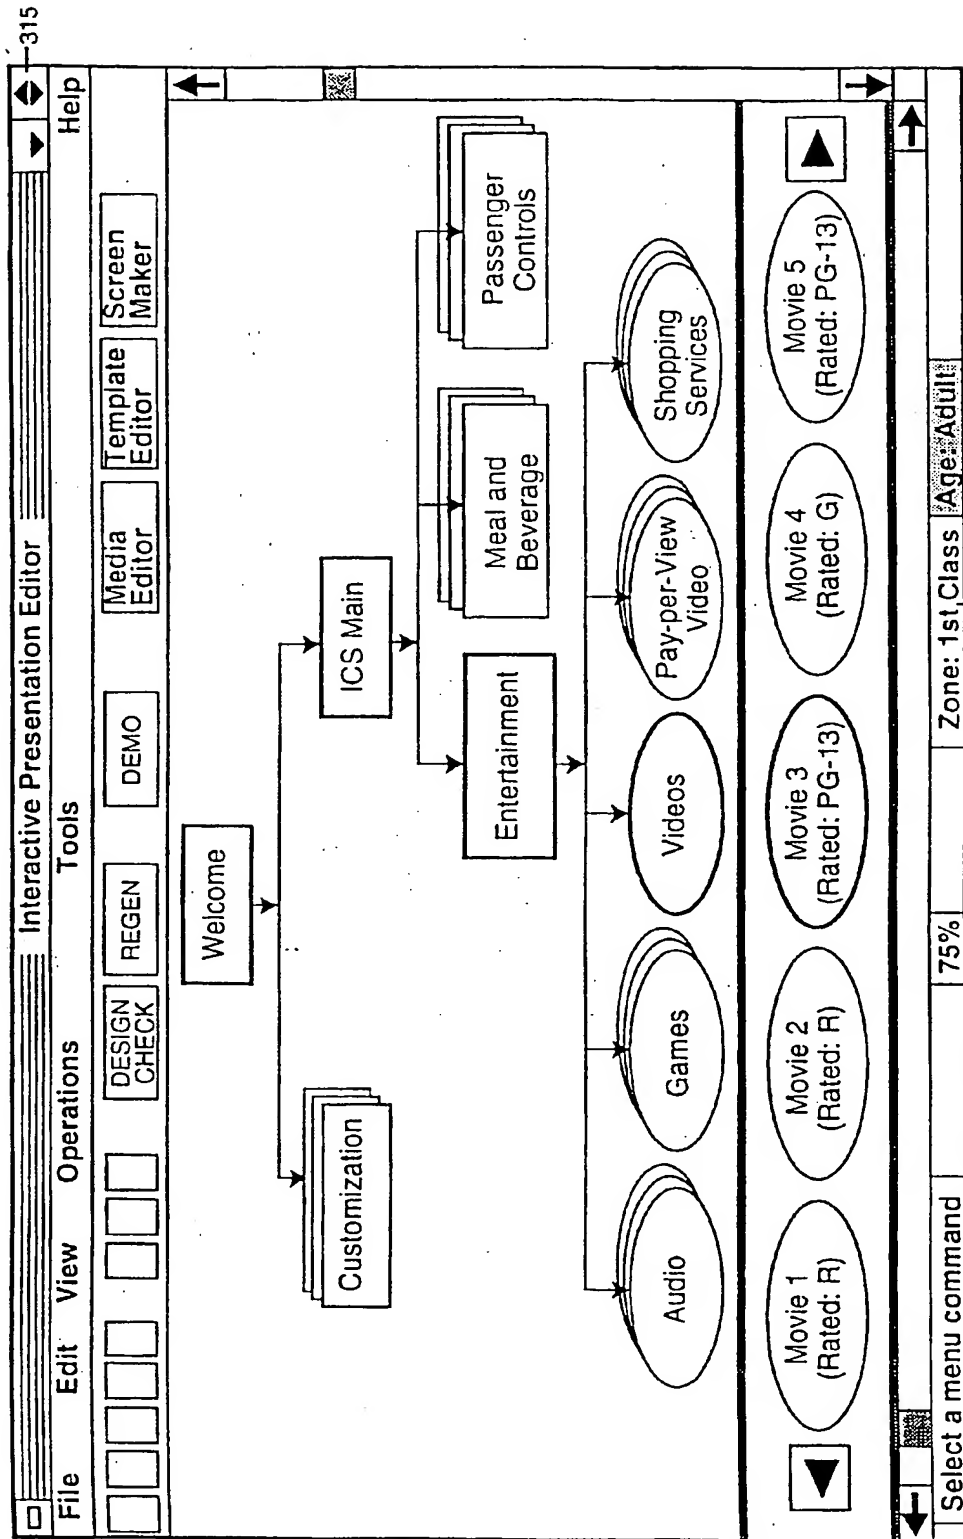 315
Interactive Presentation Editor
File Edit View Operations Tools Help
DESIGN
CHECK
REGEN
DEMO
Media
Editor
Template
Editor
Screen
Maker
Welcome
Customization
ICS Main
Entertainment
Meal and
Beverage
Passenger
Controls
Audio
Games
Videos
Pay-per-View
Video
Shopping
Services
Movie 1
(Rated: R)
Movie 2
(Rated: R)
Movie 3
(Rated: PG-13)
Movie 4
(Rated: G)
Movie 5
(Rated: PG-13)
Select a menu command 75% Zone: 1st Class Age: Adult